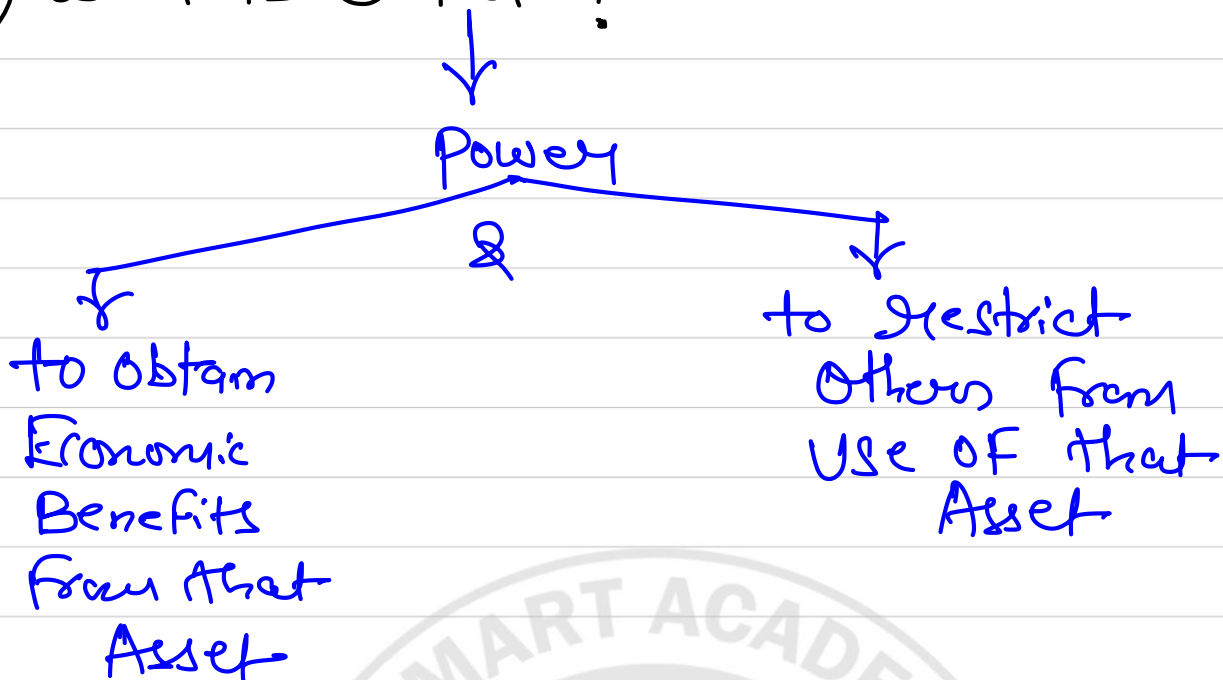 ?
Power
&
to obtain
Economic
Benefits
from that
Asset
to restrict
Others from
Use OF that
Asset
MART ACADE